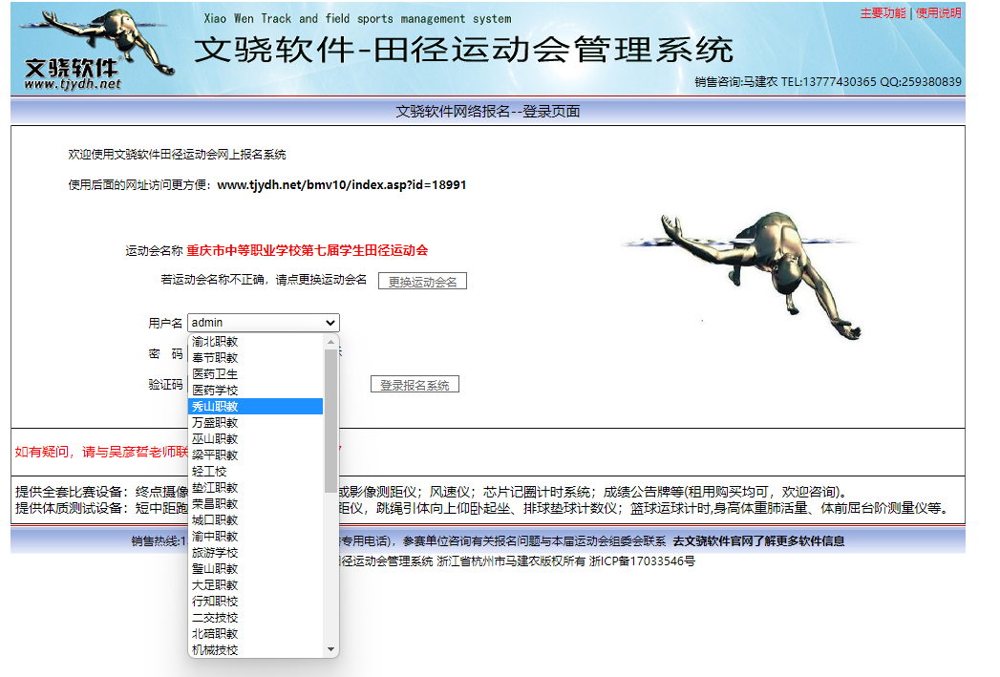 Xiao Wen Track and field sports management system
主要功能 | 使用说明
文骁软件-田径运动会管理系统
文骁软件®
www.tjydh.net
销售咨询:马建农 TEL:13777430365 QQ:259380839
文骁软件网络报名--登录页面
欢迎使用文骁软件田径运动会网上报名系统
使用后面的网址访问更方便：www.tjydh.net/bmv10/index.asp?id=18991
运动会名称 重庆市中等职业学校第七届学生田径运动会
若运动会名称不正确，请点更换运动会名 更换运动会名
用户名 admin
密 码
验证码 登录报名系统
渝北职教
奉节职教
医药卫生
医药学校
秀山职教
万盛职教
巫山职教
梁平职教
轻工校
垫江职教
荣昌职教
城口职教
渝中职教
旅游学校
璧山职教
大足职教
行知职校
二交技校
北碚职教
机械技校
如有疑问，请与吴彦哲老师联
提供全套比赛设备：终点摄像 或影像测距仪；风速仪；芯片记圈计时系统；成绩公告牌等(租用购买均可，欢迎咨询)。
提供体质测试设备：短中距跑 距仪，跳绳引体向上仰卧起坐、排球垫球计数仪；篮球运球计时,身高体重肺活量、体前屈台阶测量仪等。
销售热线:1 专用电话)，参赛单位咨询有关报名问题与本届运动会组委会联系 去文骁软件官网了解更多软件信息
径运动会管理系统 浙江省杭州市马建农版权所有 浙ICP备17033546号